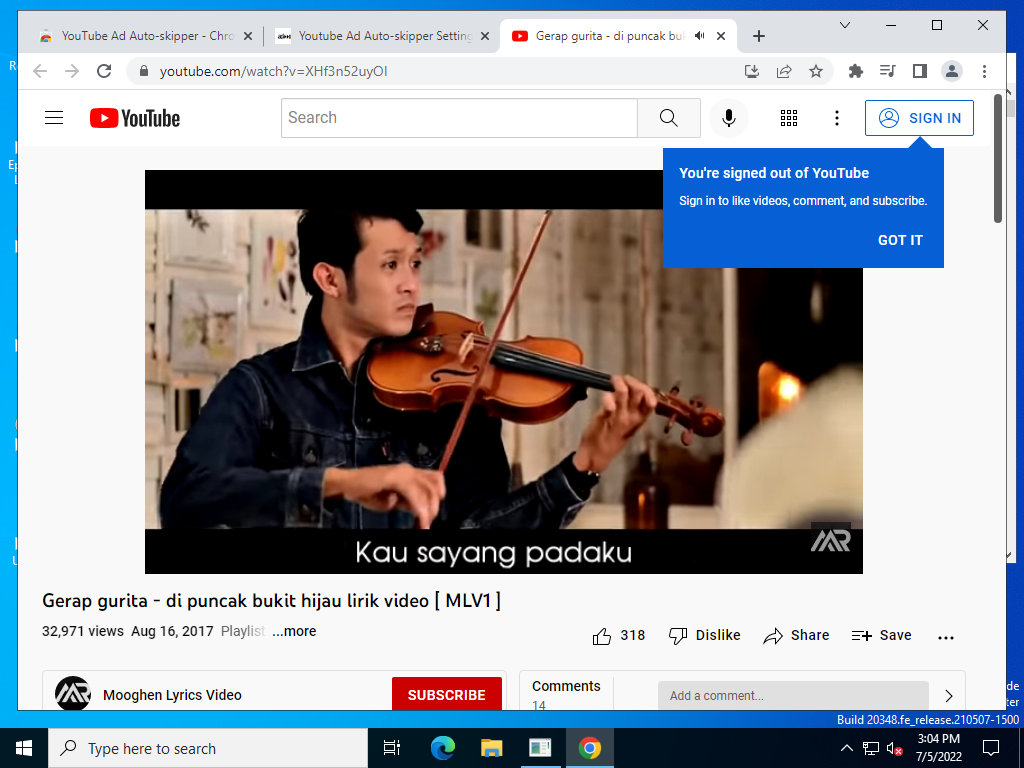 YouTube Ad Auto-skipper - Chro
Youtube Ad Auto-skipper Setting
Gerap gurita - di puncak buk
youtube.com/watch?v=XHf3n52uyOI
YouTube
Search
SIGN IN
You're signed out of YouTube
Sign in to like videos, comment, and subscribe.
GOT IT
Kau sayang padaku
MR
Gerap gurita - di puncak bukit hijau lirik video [ MLV1 ]
32,971 views Aug 16, 2017 Playlist ...more
318
Dislike
Share
Save
Mooghen Lyrics Video
SUBSCRIBE
Comments
14
Add a comment...
Build 20348.fe_release.210507-1500
Type here to search
3:04 PM
7/5/2022